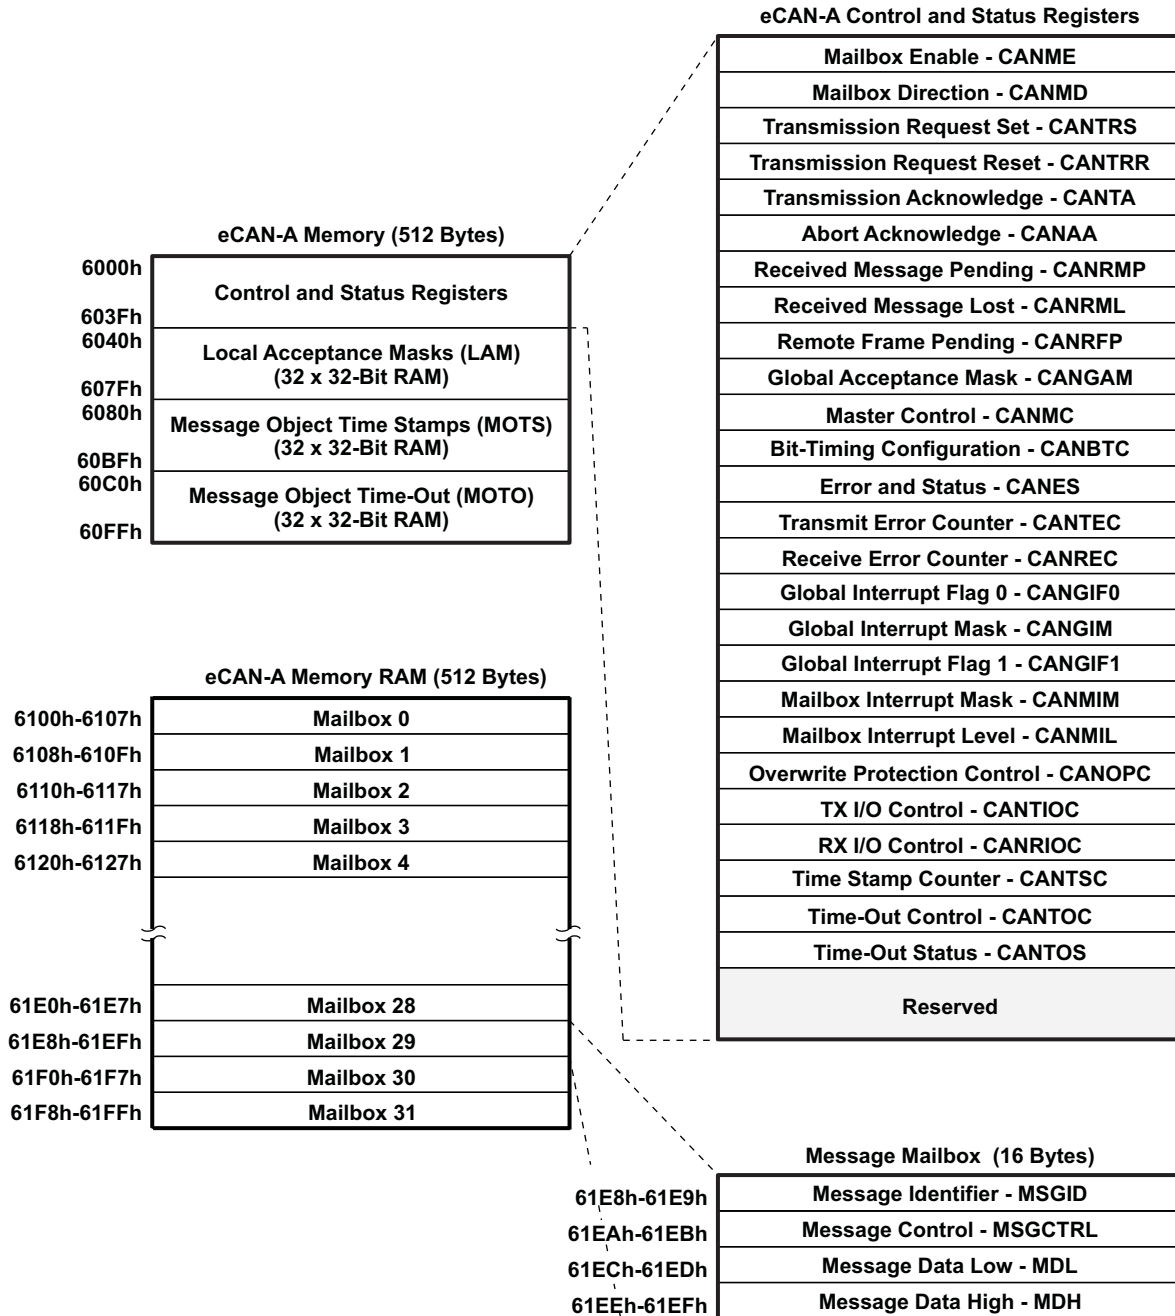 eCAN-A Control and Status Registers
Mailbox Enable - CANME
Mailbox Direction - CANMD
Transmission Request Set - CANTRS
Transmission Request Reset - CANTRR
Transmission Acknowledge - CANTA
Abort Acknowledge - CANAA
Received Message Pending - CANRMP
Received Message Lost - CANRML
Remote Frame Pending - CANRFP
Global Acceptance Mask - CANGAM
Master Control - CANMC
Bit-Timing Configuration - CANBTC
Error and Status - CANES
Transmit Error Counter - CANTEC
Receive Error Counter - CANREC
Global Interrupt Flag 0 - CANGIF0
Global Interrupt Mask - CANGIM
Global Interrupt Flag 1 - CANGIF1
Mailbox Interrupt Mask - CANMIM
Mailbox Interrupt Level - CANMIL
Overwrite Protection Control - CANOPC
TX I/O Control - CANTIOC
RX I/O Control - CANRIOC
Time Stamp Counter - CANTSC
Time-Out Control - CANTOC
Time-Out Status - CANTOS
Reserved
eCAN-A Memory (512 Bytes)
6000h
Control and Status Registers
603Fh
6040h
Local Acceptance Masks (LAM)
(32 x 32-Bit RAM)
607Fh
6080h
Message Object Time Stamps (MOTS)
(32 x 32-Bit RAM)
60BFh
60C0h
Message Object Time-Out (MOTO)
(32 x 32-Bit RAM)
60FFh
eCAN-A Memory RAM (512 Bytes)
6100h-6107h Mailbox 0
6108h-610Fh Mailbox 1
6110h-6117h Mailbox 2
6118h-611Fh Mailbox 3
6120h-6127h Mailbox 4
61E0h-61E7h Mailbox 28
61E8h-61EFh Mailbox 29
61F0h-61F7h Mailbox 30
61F8h-61FFh Mailbox 31
Message Mailbox (16 Bytes)
61E8h-61E9h Message Identifier - MSGID
61EAh-61EBh Message Control - MSGCTRL
61ECh-61EDh Message Data Low - MDL
61EEh-61EFh Message Data High - MDH